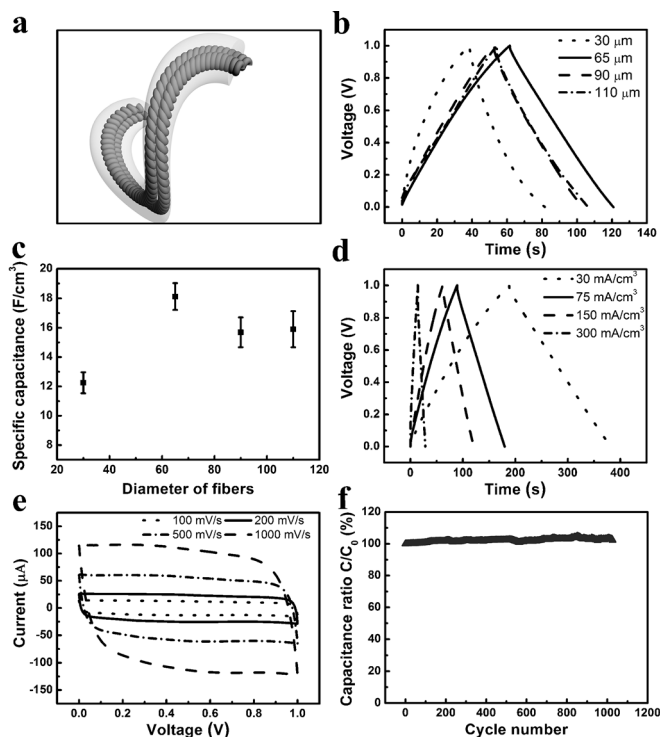 a
b
Voltage (V)
1.0
0.8
0.6
0.4
0.2
0.0
30 μm
65 μm
90 μm
110 μm
0 20 40 60 80 100 120 140
Time (s)
c
Specific capacitance (F/cm³)
20
18
16
14
12
10
8
20 40 60 80 100 120
Diameter of fibers
d
Voltage (V)
1.0
0.8
0.6
0.4
0.2
0.0
30 mA/cm³
75 mA/cm³
150 mA/cm³
300 mA/cm³
0 100 200 300 400
Time (s)
e
Current (μA)
150
100
50
0
-50
-100
-150
100 mV/s 200 mV/s
500 mV/s 1000 mV/s
0.0 0.2 0.4 0.6 0.8 1.0
Voltage (V)
f
Capacitance ratio C/C₀ (%)
120
100
80
60
40
20
0
0 200 400 600 800 1000 1200
Cycle number